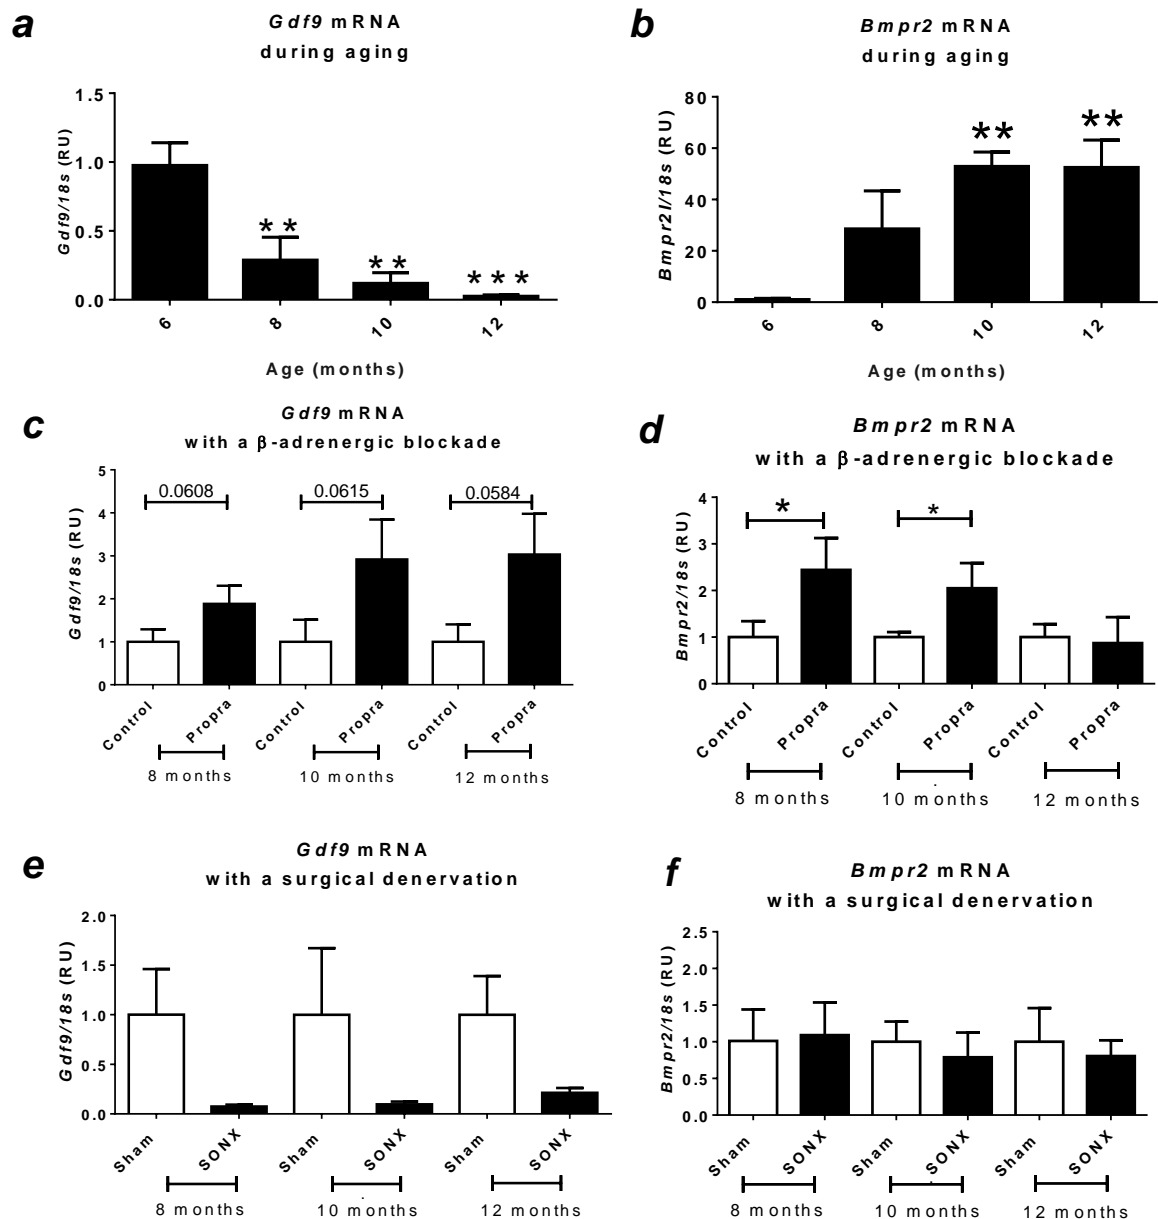 a
Gdf9 mRNA
during aging
Gdf9/18s (RU)
1.5
1.0
0.5
0.0
**
**
***
6
8
10
12
Age (months)
b
Bmpr2 mRNA
during aging
Bmpr2l/18s (RU)
80
60
40
20
0
**
**
6
8
10
12
Age (months)
c
Gdf9 mRNA
with a β-adrenergic blockade
Gdf9/18s (RU)
5
4
3
2
1
0
0.0608
0.0615
0.0584
Control
Propra
Control
Propra
Control
Propra
8 months
10 months
12 months
d
Bmpr2 mRNA
with a β-adrenergic blockade
Bmpr2/18s (RU)
4
3
2
1
0
*
*
Control
Propra
Control
Propra
Control
Propra
8 months
10 months
12 months
e
Gdf9 mRNA
with a surgical denervation
Gdf9/18s (RU)
2.0
1.5
1.0
0.5
0.0
Sham
SONX
Sham
SONX
Sham
SONX
8 months
10 months
12 months
f
Bmpr2 mRNA
with a surgical denervation
Bmpr2/18s (RU)
2.5
2.0
1.5
1.0
0.5
0.0
Sham
SONX
Sham
SONX
Sham
SONX
8 months
10 months
12 months